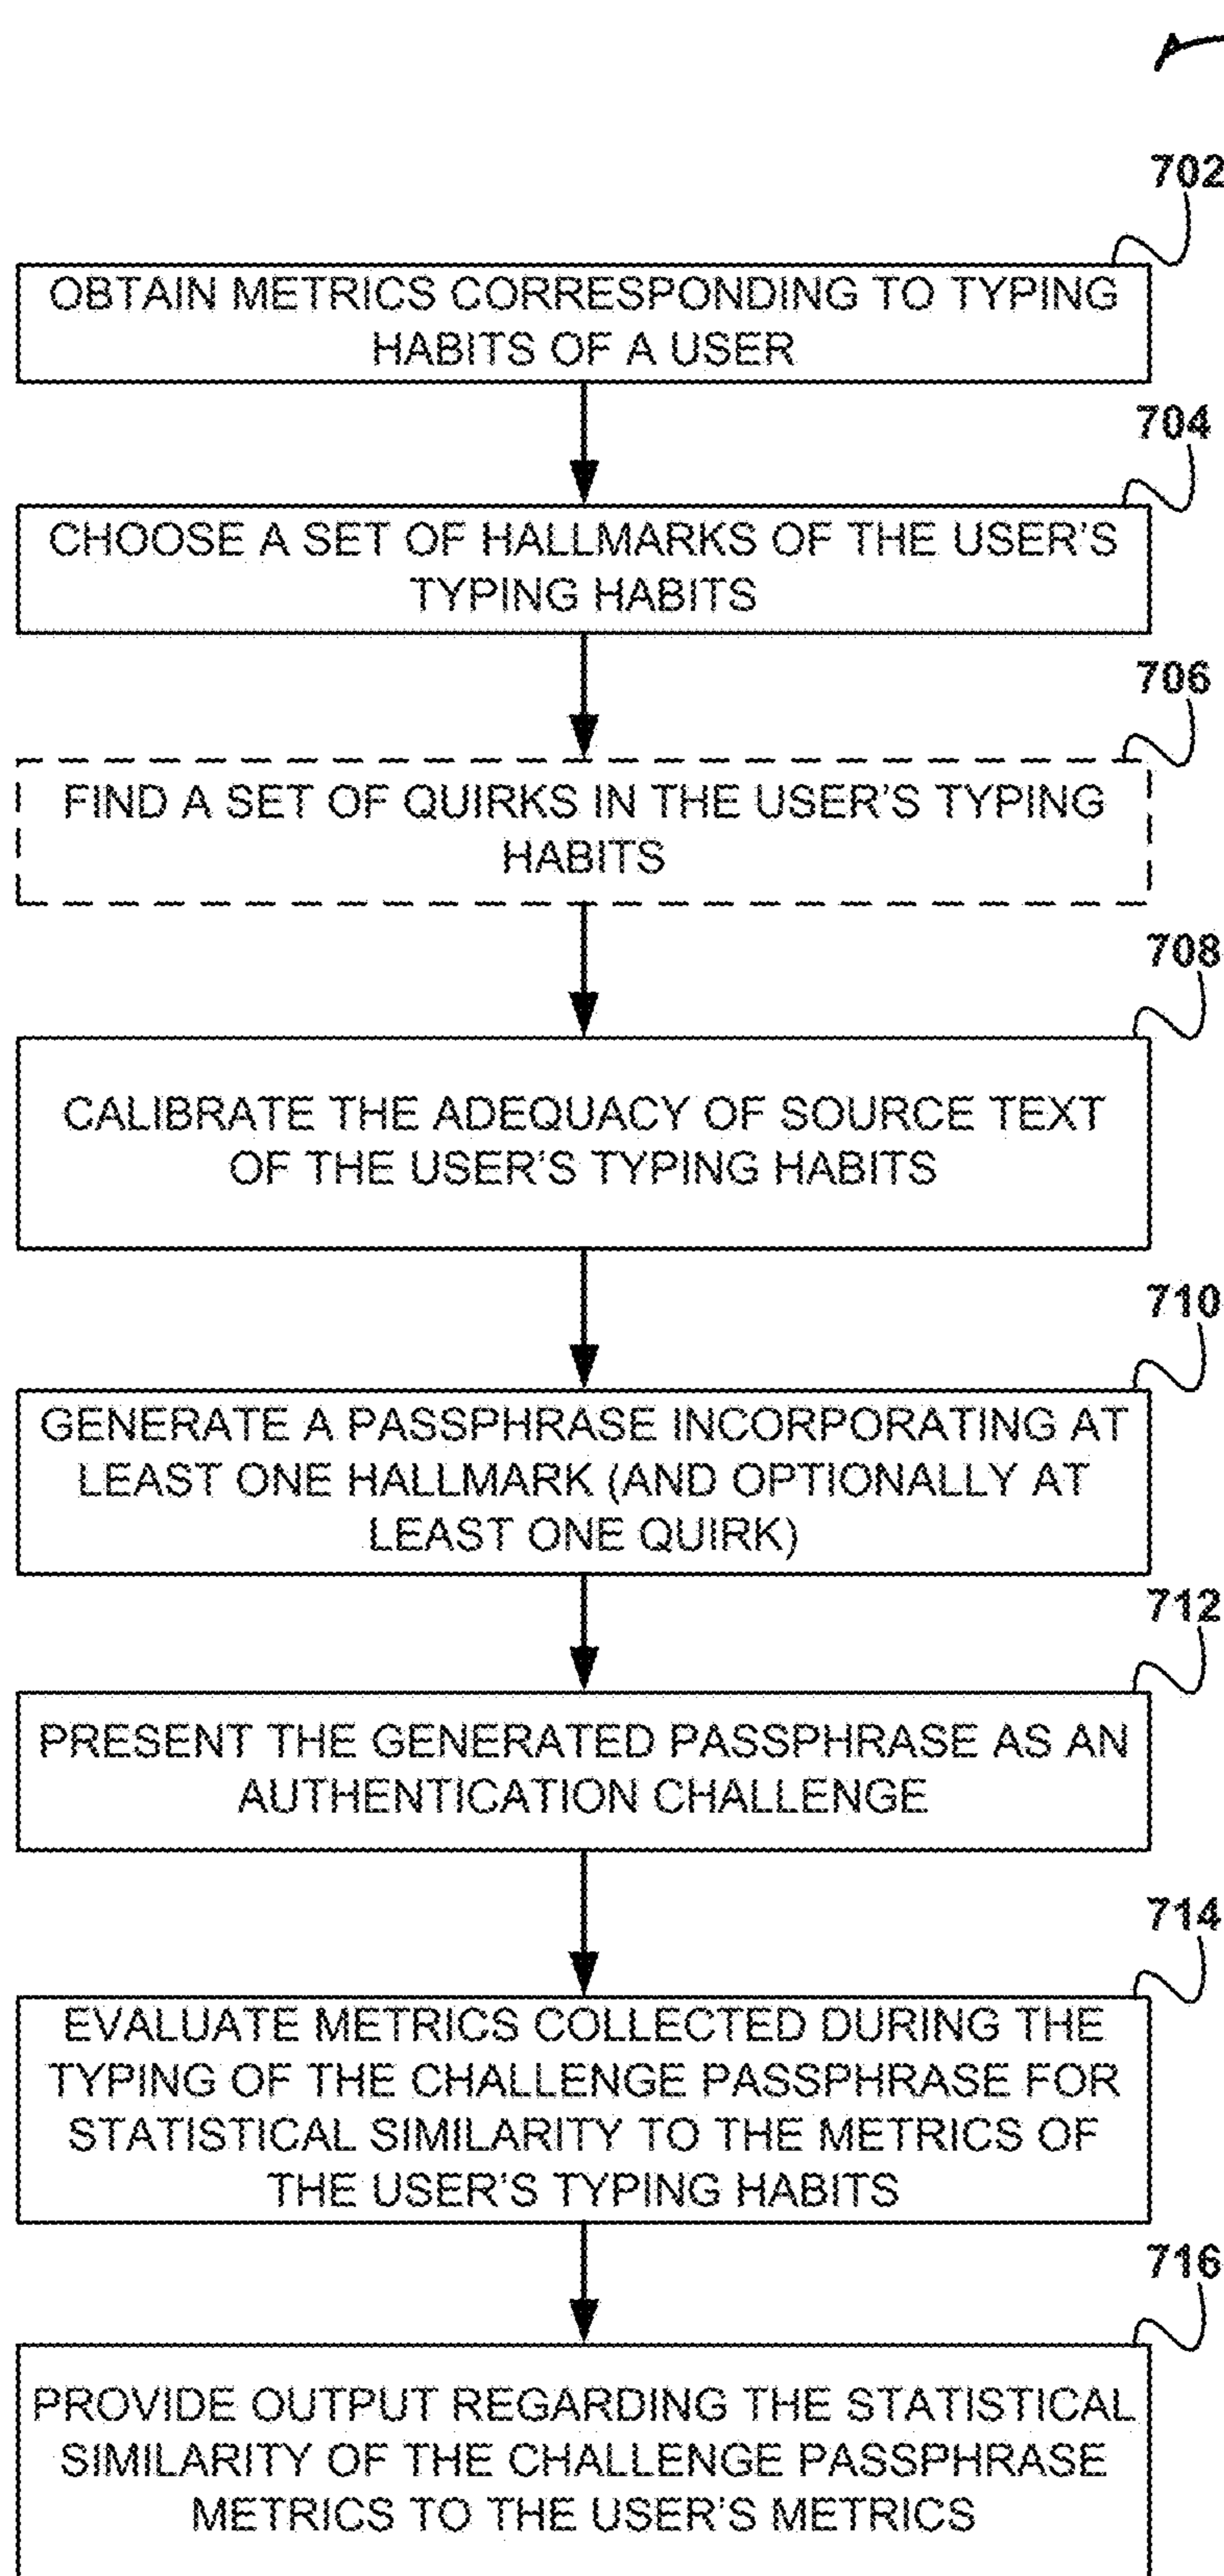 702
OBTAIN METRICS CORRESPONDING TO TYPING
HABITS OF A USER
704
CHOOSE A SET OF HALLMARKS OF THE USER'S
TYPING HABITS
706
FIND A SET OF QUIRKS IN THE USER'S TYPING
HABITS
708
CALIBRATE THE ADEQUACY OF SOURCE TEXT
OF THE USER'S TYPING HABITS
710
GENERATE A PASSPHRASE INCORPORATING AT
LEAST ONE HALLMARK (AND OPTIONALLY AT
LEAST ONE QUIRK)
712
PRESENT THE GENERATED PASSPHRASE AS AN
AUTHENTICATION CHALLENGE
714
EVALUATE METRICS COLLECTED DURING THE
TYPING OF THE CHALLENGE PASSPHRASE FOR
STATISTICAL SIMILARITY TO THE METRICS OF
THE USER'S TYPING HABITS
716
PROVIDE OUTPUT REGARDING THE STATISTICAL
SIMILARITY OF THE CHALLENGE PASSPHRASE
METRICS TO THE USER'S METRICS